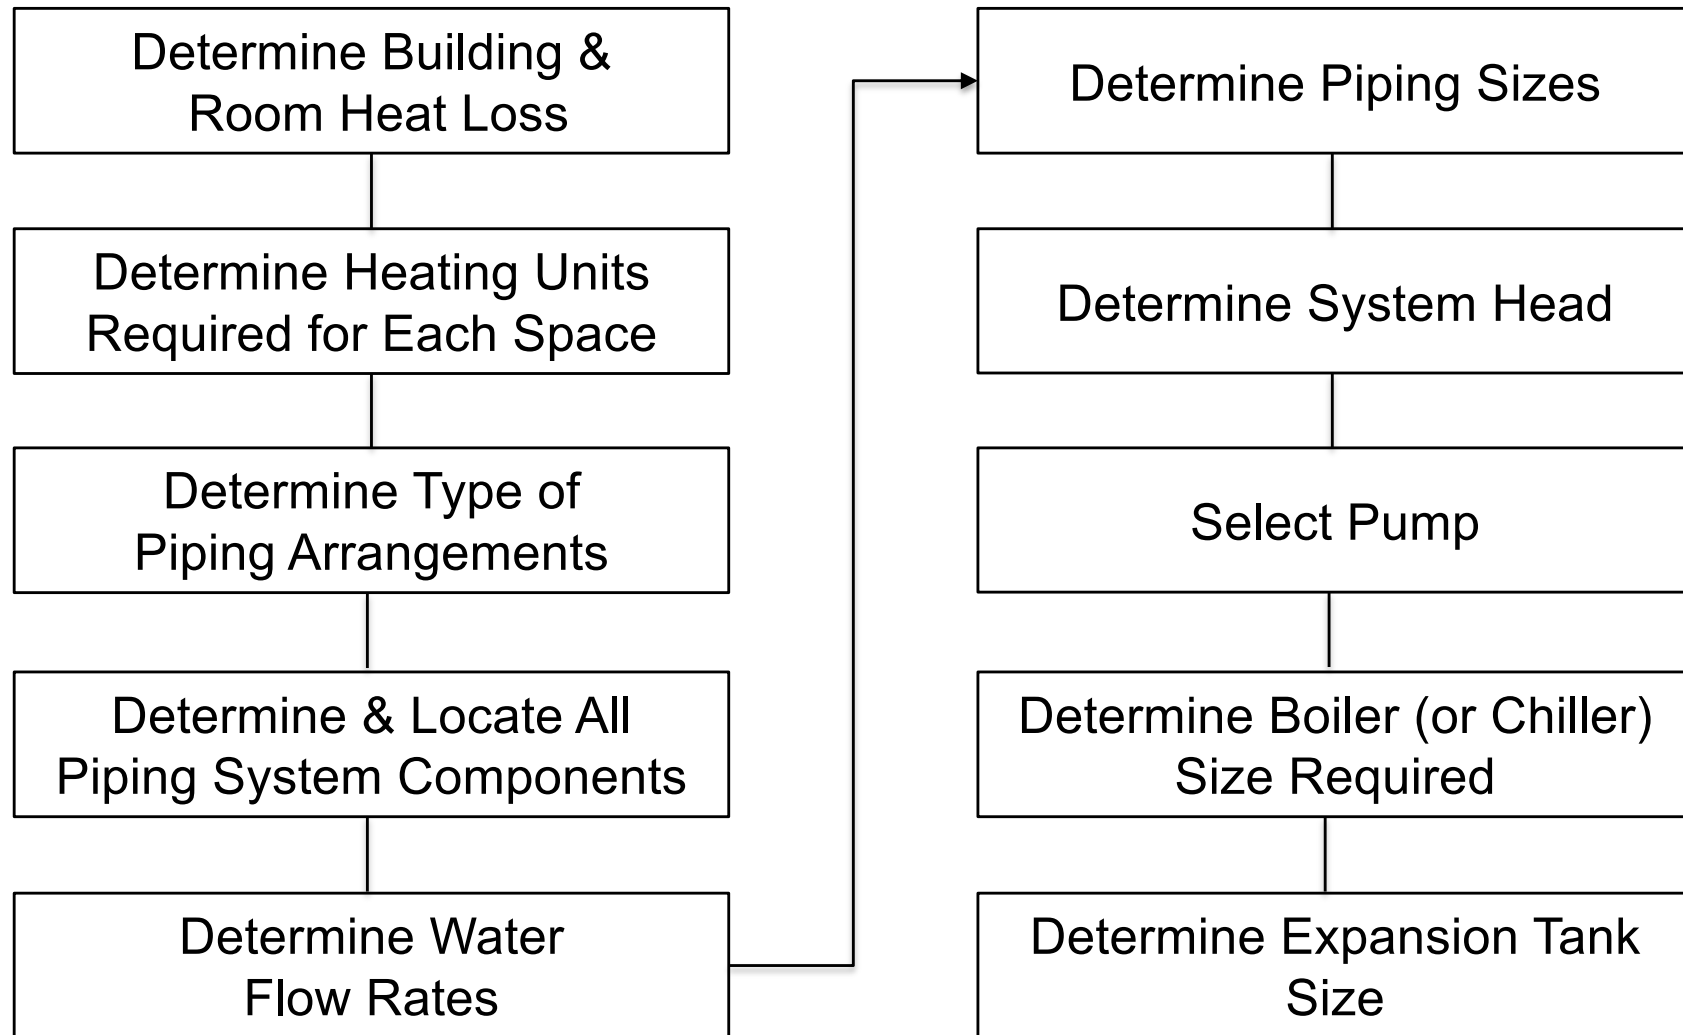 Determine Building &
Room Heat Loss
Determine Heating Units
Required for Each Space
Determine Type of
Piping Arrangements
Determine & Locate All
Piping System Components
Determine Water
Flow Rates
Determine Piping Sizes
Determine System Head
Select Pump
Determine Boiler (or Chiller)
Size Required
Determine Expansion Tank
Size